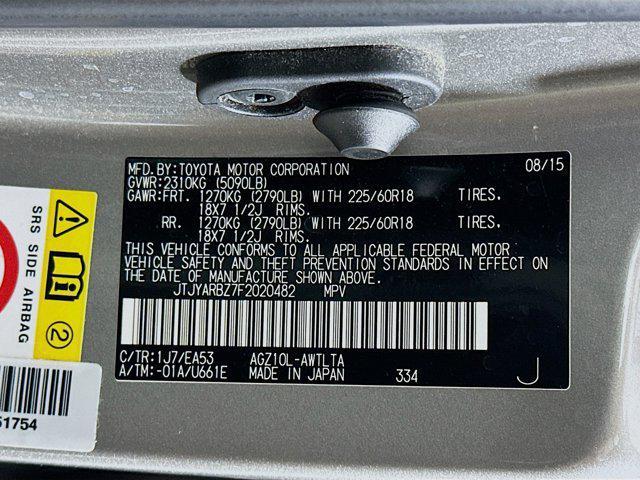 MFD.BY:TOYOTA MOTOR CORPORATION 08/15
GVWR:2310KG (5090LB)
GAWR:FRT. 1270KG (2790LB) WITH 225/60R18 TIRES,
18X7 1/2J RIMS.
RR. 1270KG (2790LB) WITH 225/60R18 TIRES,
18X7 1/2J RIMS.
THIS VEHICLE CONFORMS TO ALL APPLICABLE FEDERAL MOTOR
VEHICLE SAFETY AND THEFT PREVENTION STANDARDS IN EFFECT ON
THE DATE OF MANUFACTURE SHOWN ABOVE.
JTJYARBZ7F2020482 MPV
C/TR:1J7/EA53 AGZ10L-AWTLTA
A/TM:-01A/U661E MADE IN JAPAN 334 J
SRS SIDE AIRBAG
2
51754